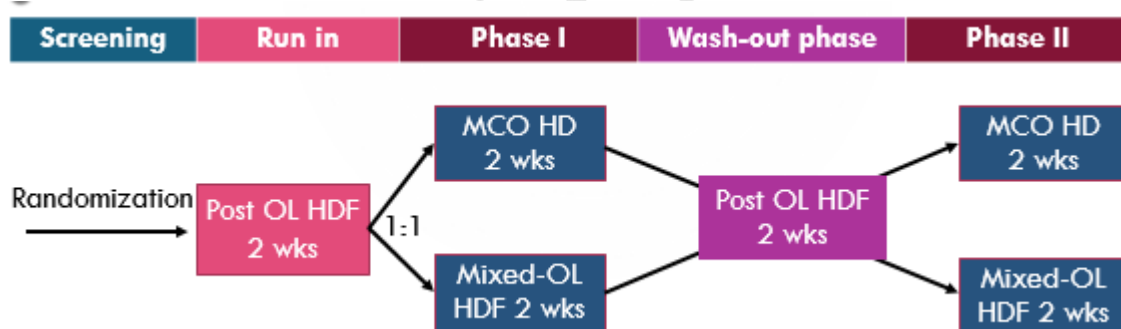 Screening
Run in
Phase I
Wash-out phase
Phase II
Randomization
Post OL HDF
2 wks
1:1
MCO HD
2 wks
Mixed-OL
HDF 2 wks
Post OL HDF
2 wks
MCO HD
2 wks
Mixed-OL
HDF 2 wks